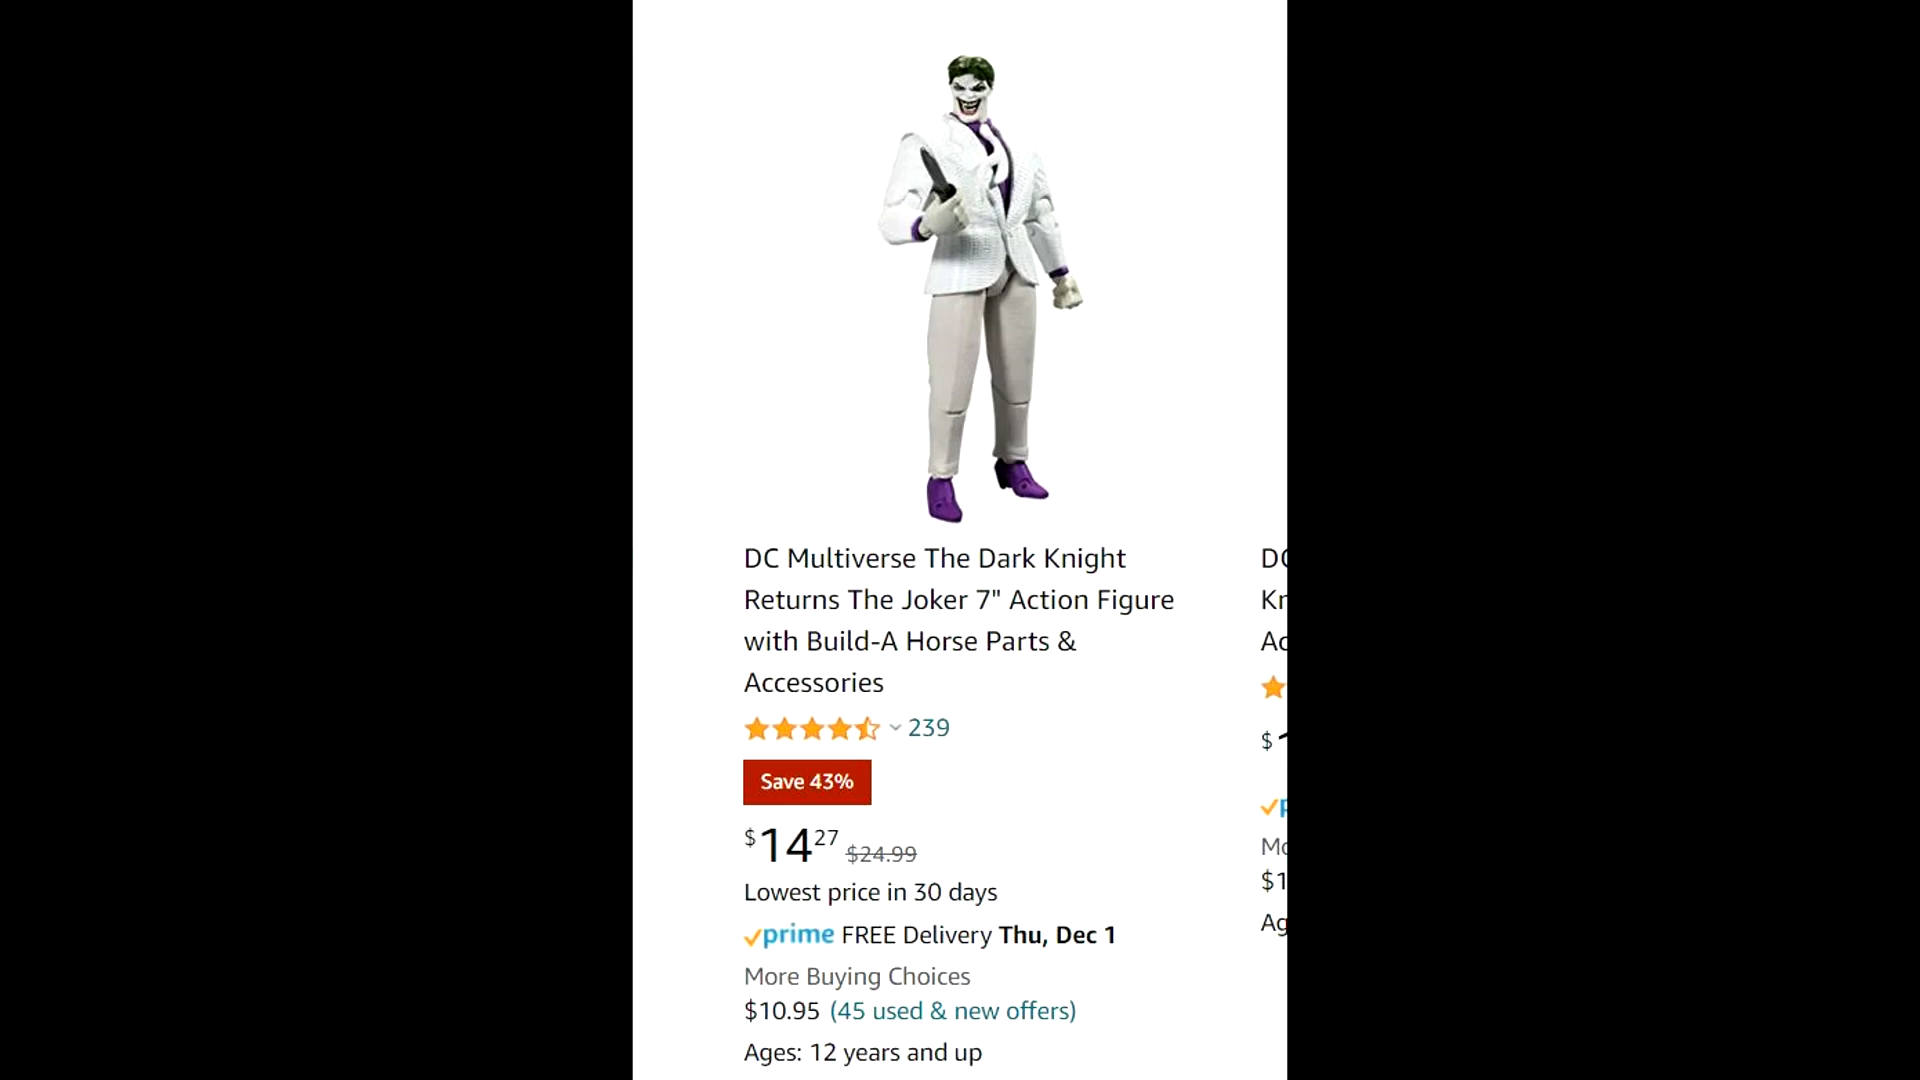 DC Multiverse The Dark Knight
Returns The Joker 7" Action Figure
with Build-A Horse Parts &
Accessories
239
Save 43%
$14.27 $24.99
Lowest price in 30 days
prime FREE Delivery Thu, Dec 1
More Buying Choices
$10.95 (45 used & new offers)
Ages: 12 years and up